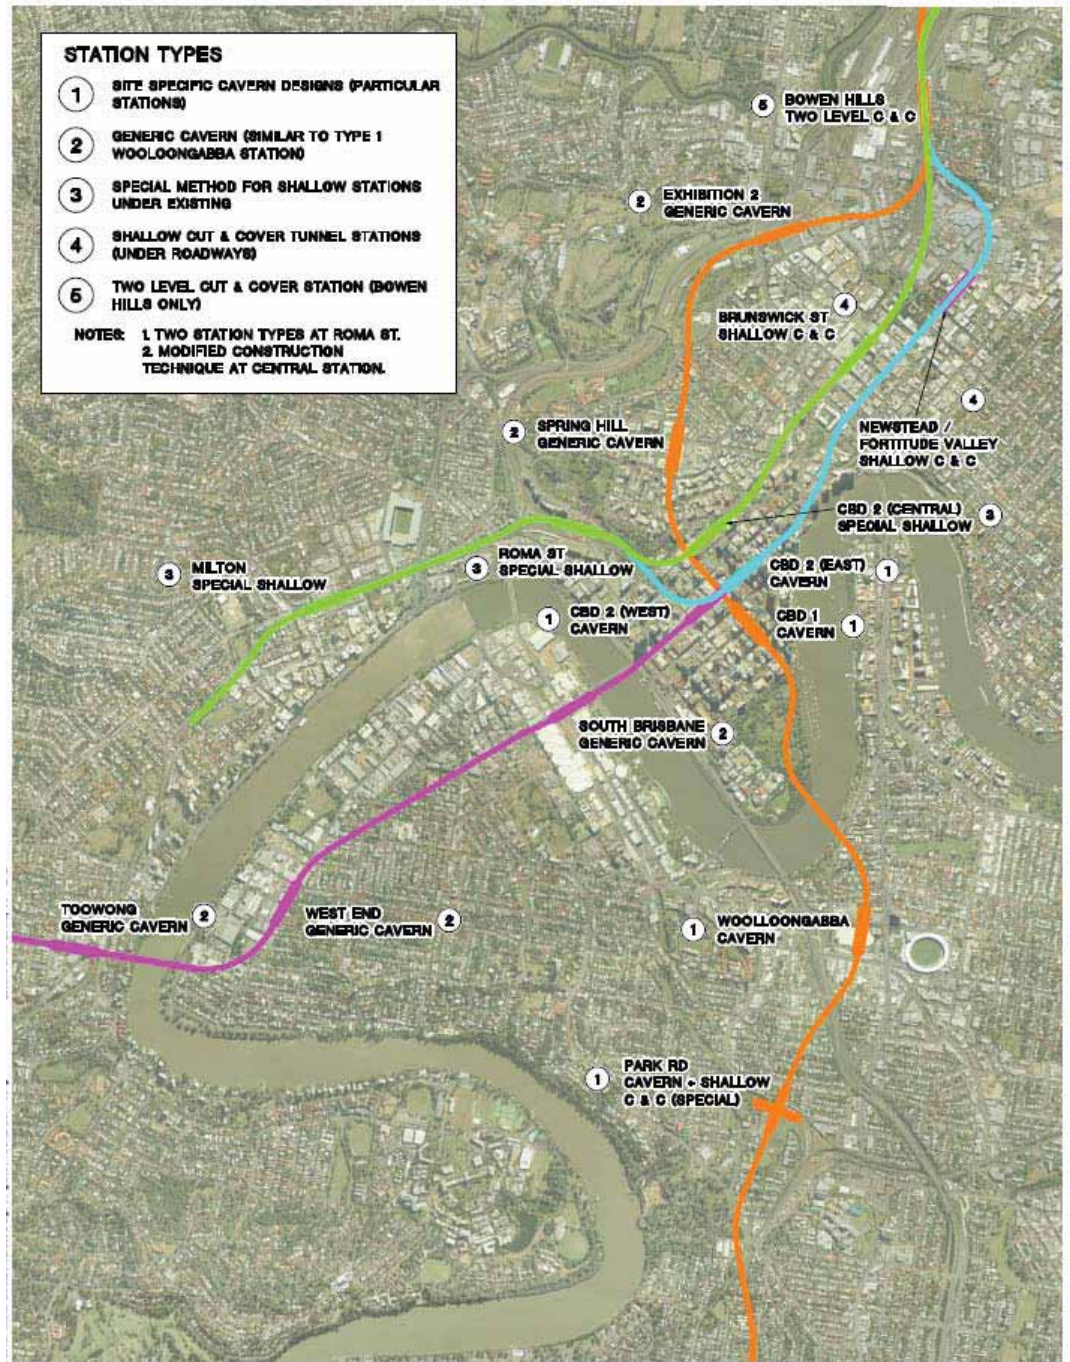 STATION TYPES
1 SITE SPECIFIC CAVERN DESIGNS (PARTICULAR
STATIONS)
2 GENERIC CAVERN (SIMILAR TO TYPE 1
WOOLOONGABBA STATION)
3 SPECIAL METHOD FOR SHALLOW STATIONS
UNDER EXISTING
4 SHALLOW CUT & COVER TUNNEL STATIONS
(UNDER ROADWAYS)
5 TWO LEVEL CUT & COVER STATION (BOWEN
HILLS ONLY)
NOTES: 1. TWO STATION TYPES AT ROMA ST.
2. MODIFIED CONSTRUCTION
TECHNIQUE AT CENTRAL STATION.
5 BOWEN HILLS
TWO LEVEL C & C
2 EXHIBITION 2
GENERIC CAVERN
4
BRUNSWICK ST
SHALLOW C & C
4
NEWSTEAD /
FORTITUDE VALLEY
SHALLOW C & C
2 SPRING HILL
GENERIC CAVERN
CBD 2 (CENTRAL)
SPECIAL SHALLOW 3
3 MILTON
SPECIAL SHALLOW
3 ROMA ST
SPECIAL SHALLOW
CBD 2 (EAST)
CAVERN 1
1 CBD 2 (WEST)
CAVERN
CBD 1
CAVERN 1
SOUTH BRISBANE
GENERIC CAVERN 2
TOOWONG
GENERIC CAVERN 2
WEST END
GENERIC CAVERN 2
1 WOOLLOONGABBA
CAVERN
1 PARK RD
CAVERN + SHALLOW
C & C (SPECIAL)